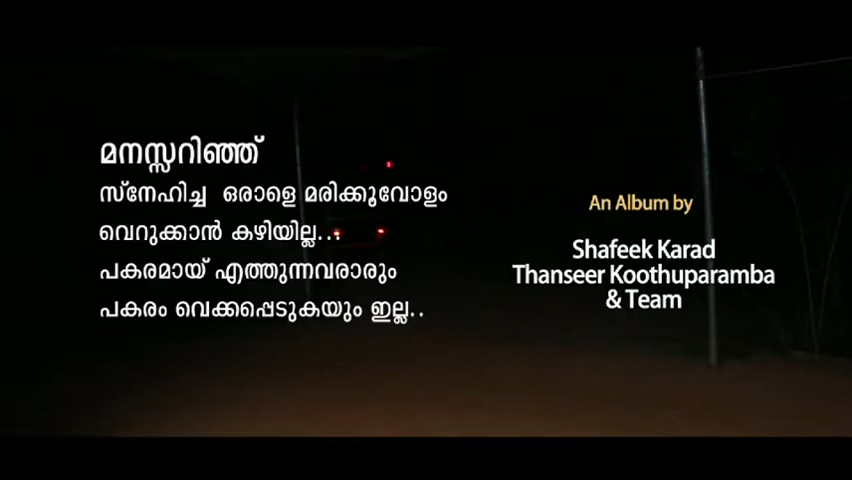 മനസ്സറിഞ്ഞ്
സ്നേഹിച്ച ഒരാളെ മരിക്കൂവോളം
വെറുക്കാൻ കഴിയില്ല...
പകരമായ് എത്തുന്നവരാരും
പകരം വെക്കപ്പെടുകയും ഇല്ല..
An Album by
Shafeek Karad
Thanseer Koothuparamba
& Team